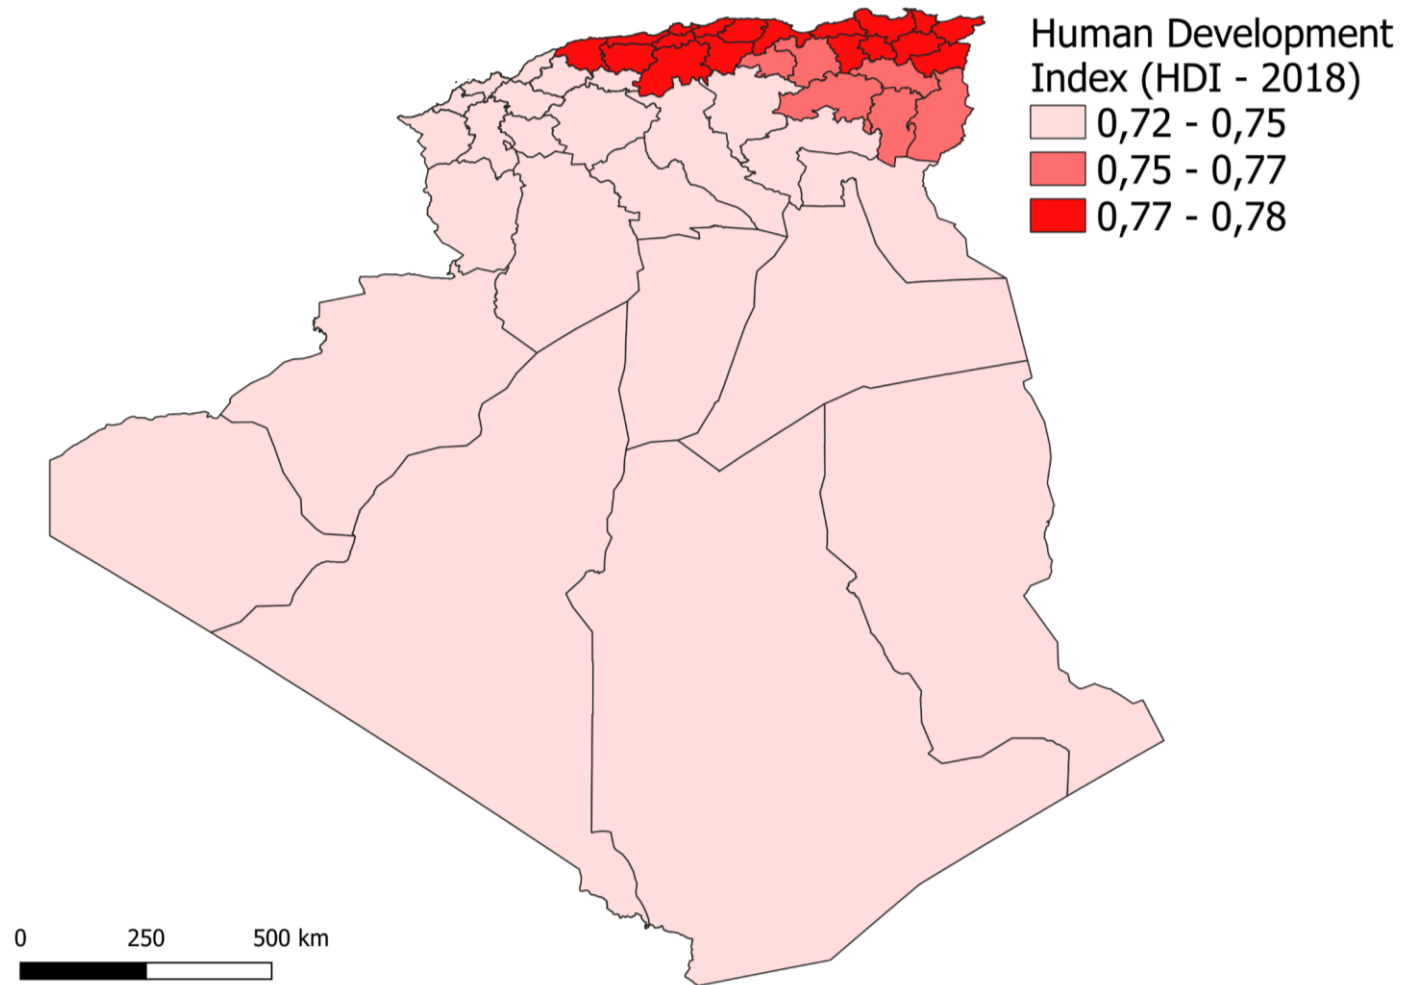 Human Development
Index (HDI - 2018)
0,72 - 0,75
0,75 - 0,77
0,77 - 0,78
0 250 500 km